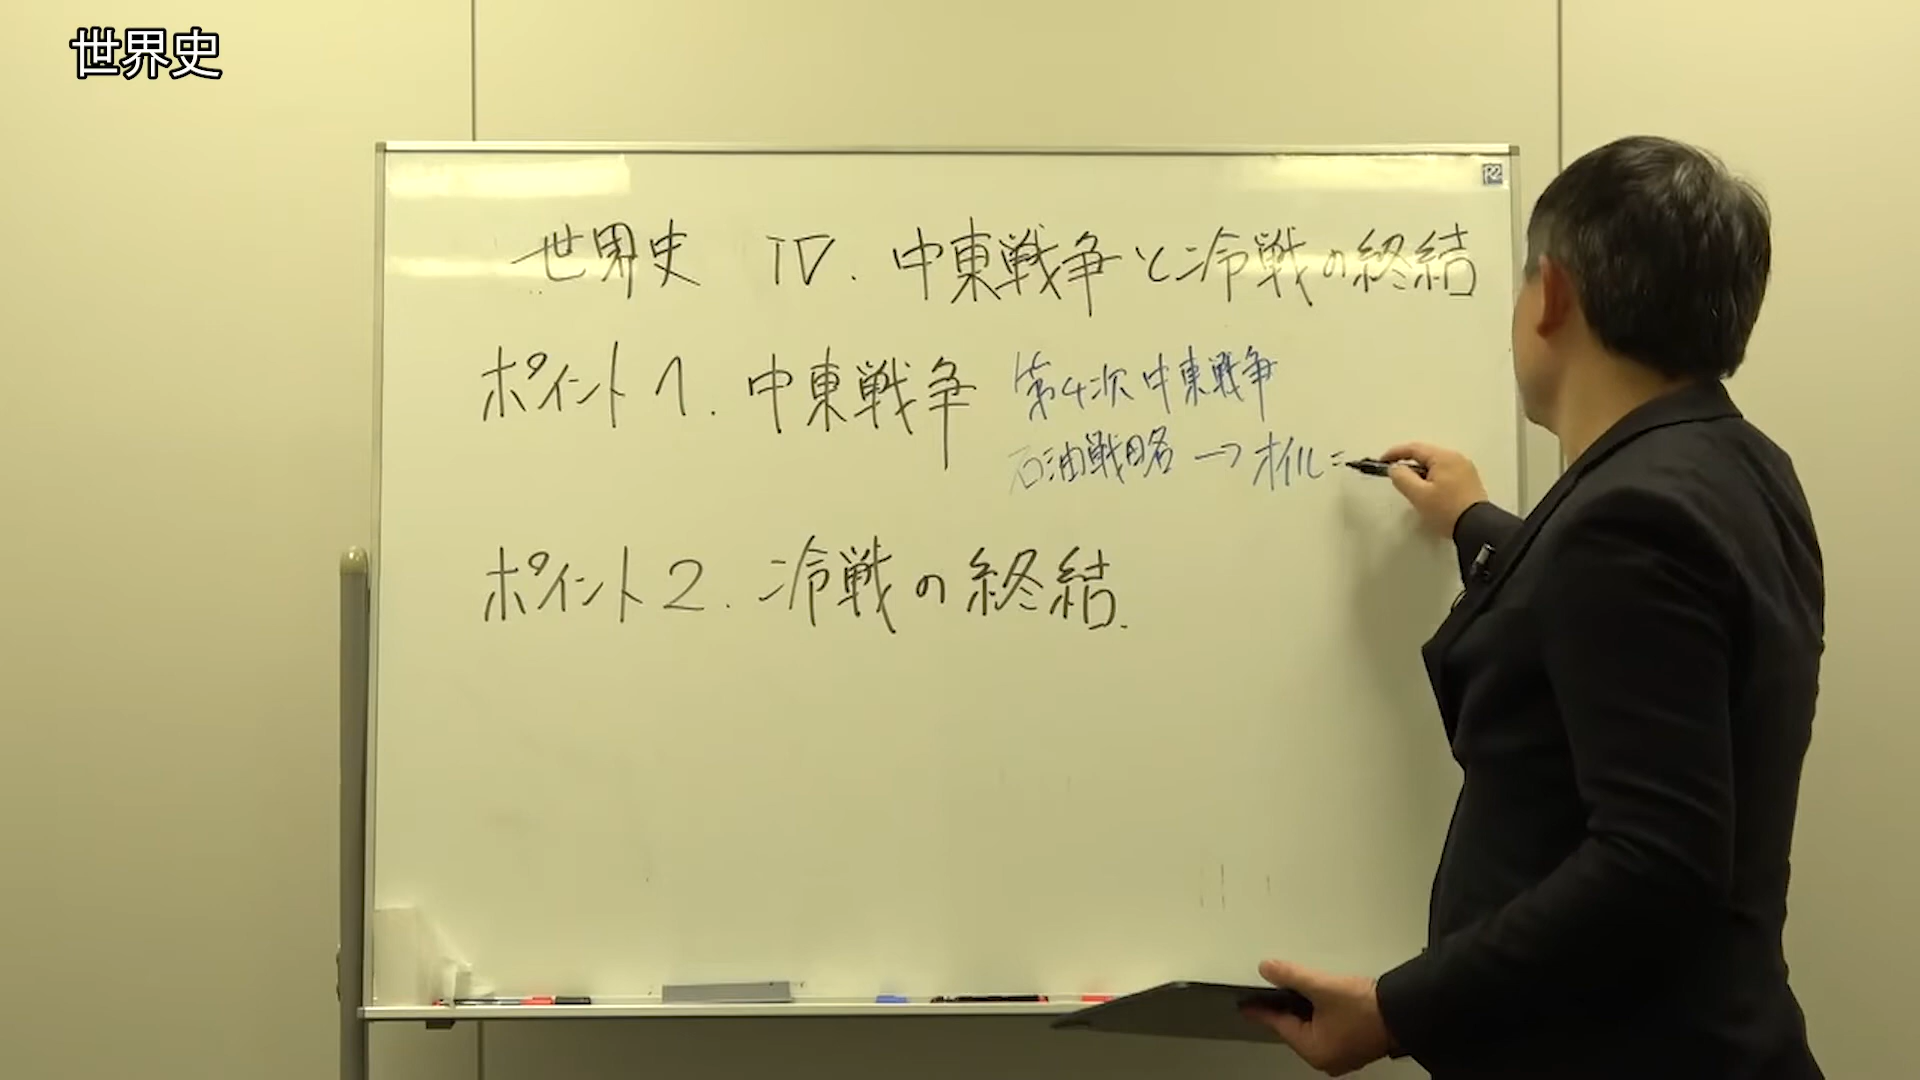 世界史
R2
世界史 IV. 中東戦争と冷戦の終結
ポイント1. 中東戦争 第4次中東戦争
石油戦略 → オイル
ポイント2. 冷戦の終結.